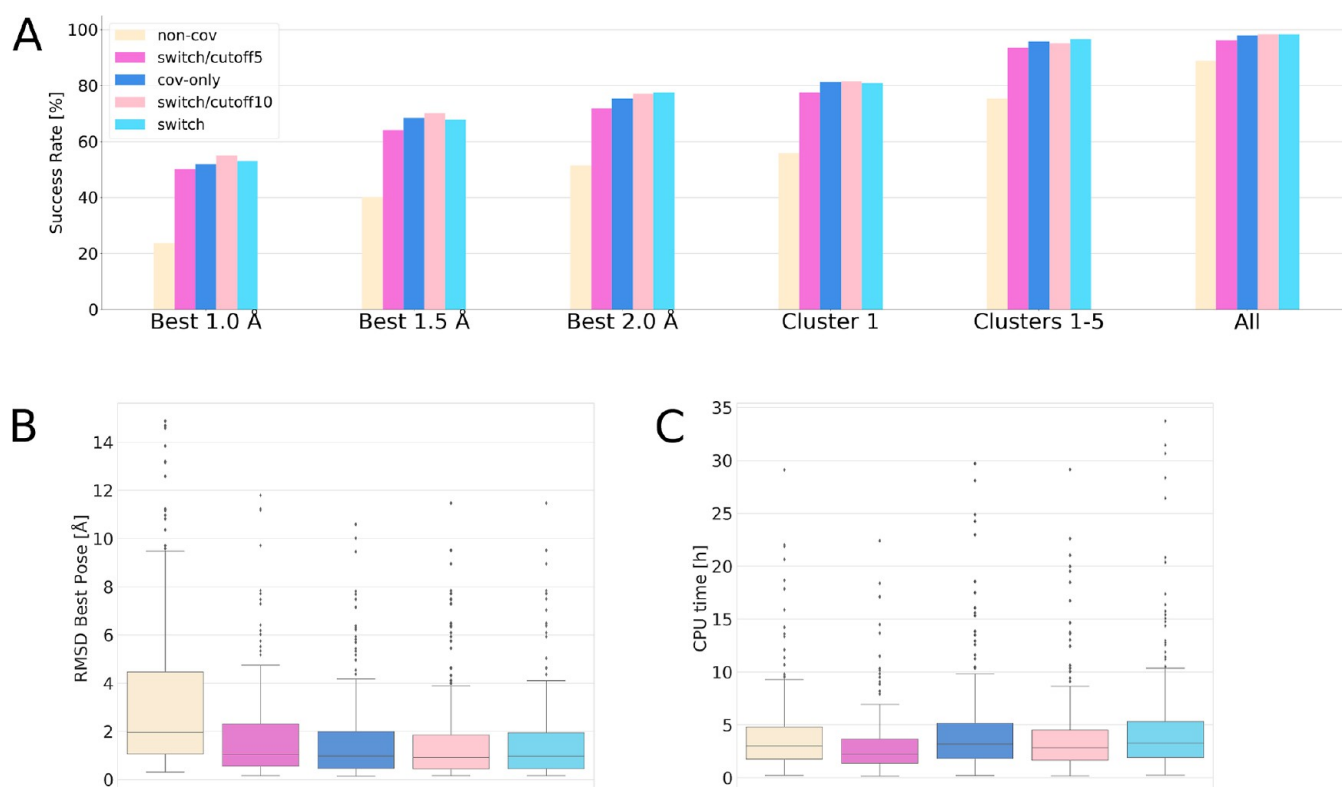 A
Success Rate [%]
100
80
60
40
20
0
non-cov
switch/cutoff5
cov-only
switch/cutoff10
switch
Best 1.0 Å
Best 1.5 Å
Best 2.0 Å
Cluster 1
Clusters 1-5
All
B
RMSD Best Pose [Å]
14
12
10
8
6
4
2
0
C
CPU time [h]
35
30
25
20
15
10
5
0